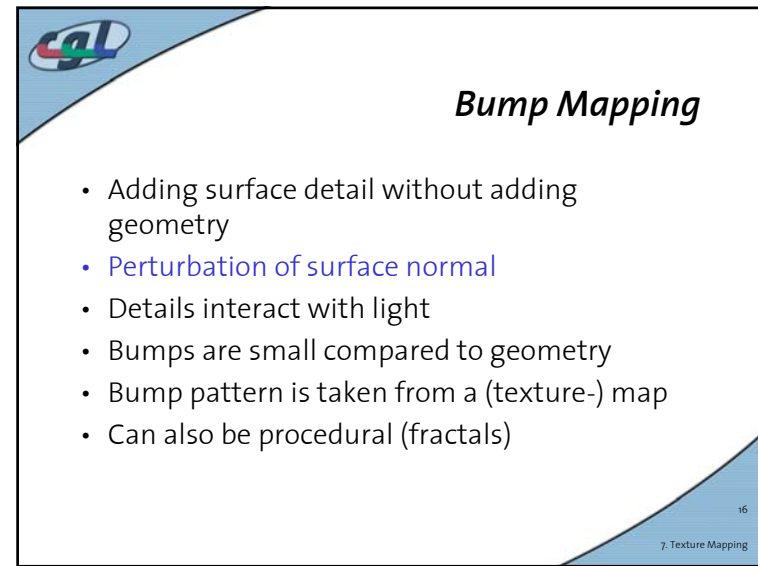 cgl
Bump Mapping
• Adding surface detail without adding
geometry
• Perturbation of surface normal
• Details interact with light
• Bumps are small compared to geometry
• Bump pattern is taken from a (texture-) map
• Can also be procedural (fractals)
16
7. Texture Mapping